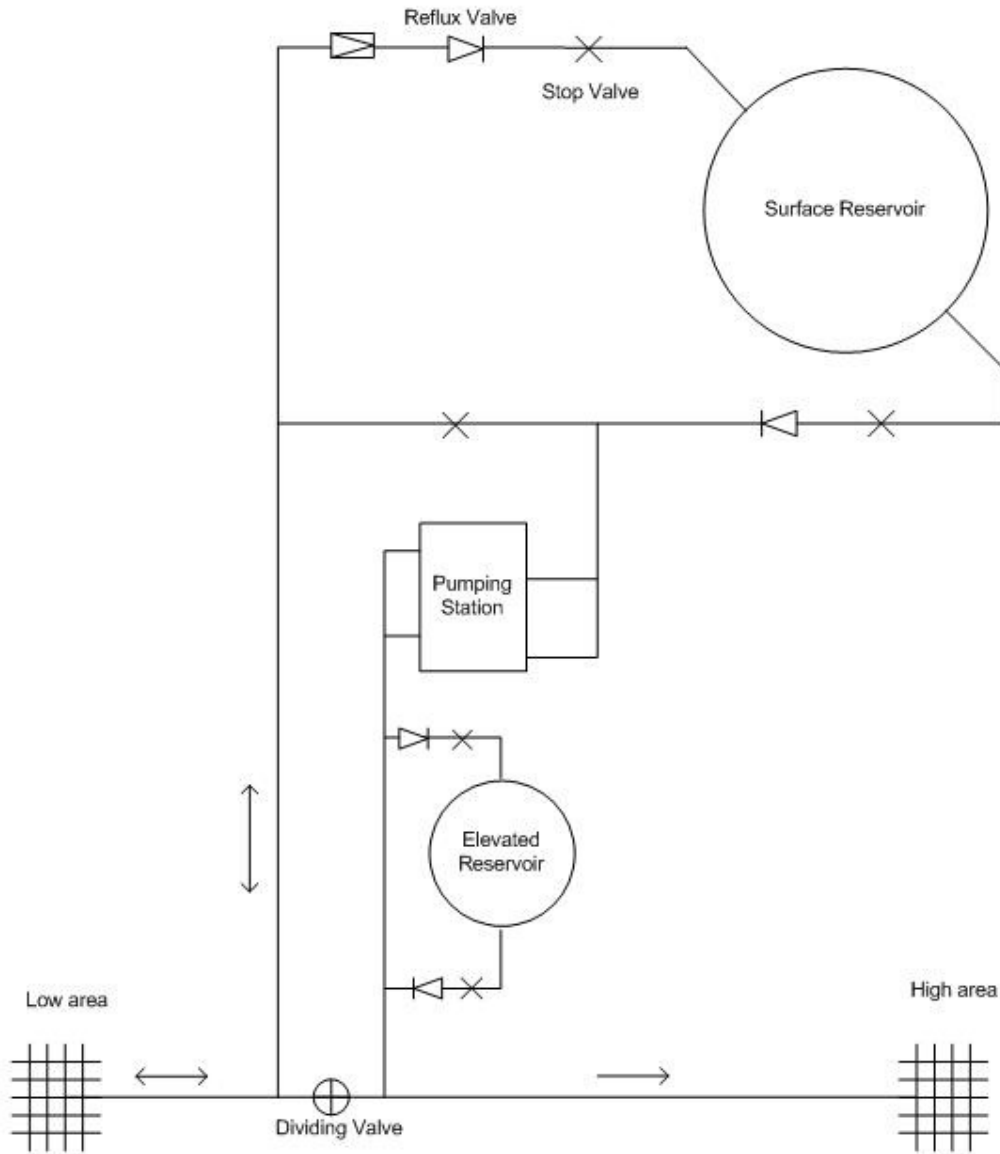 Reflux Valve
Stop Valve
Surface Reservoir
Pumping
Station
Elevated
Reservoir
Low area
High area
Dividing Valve